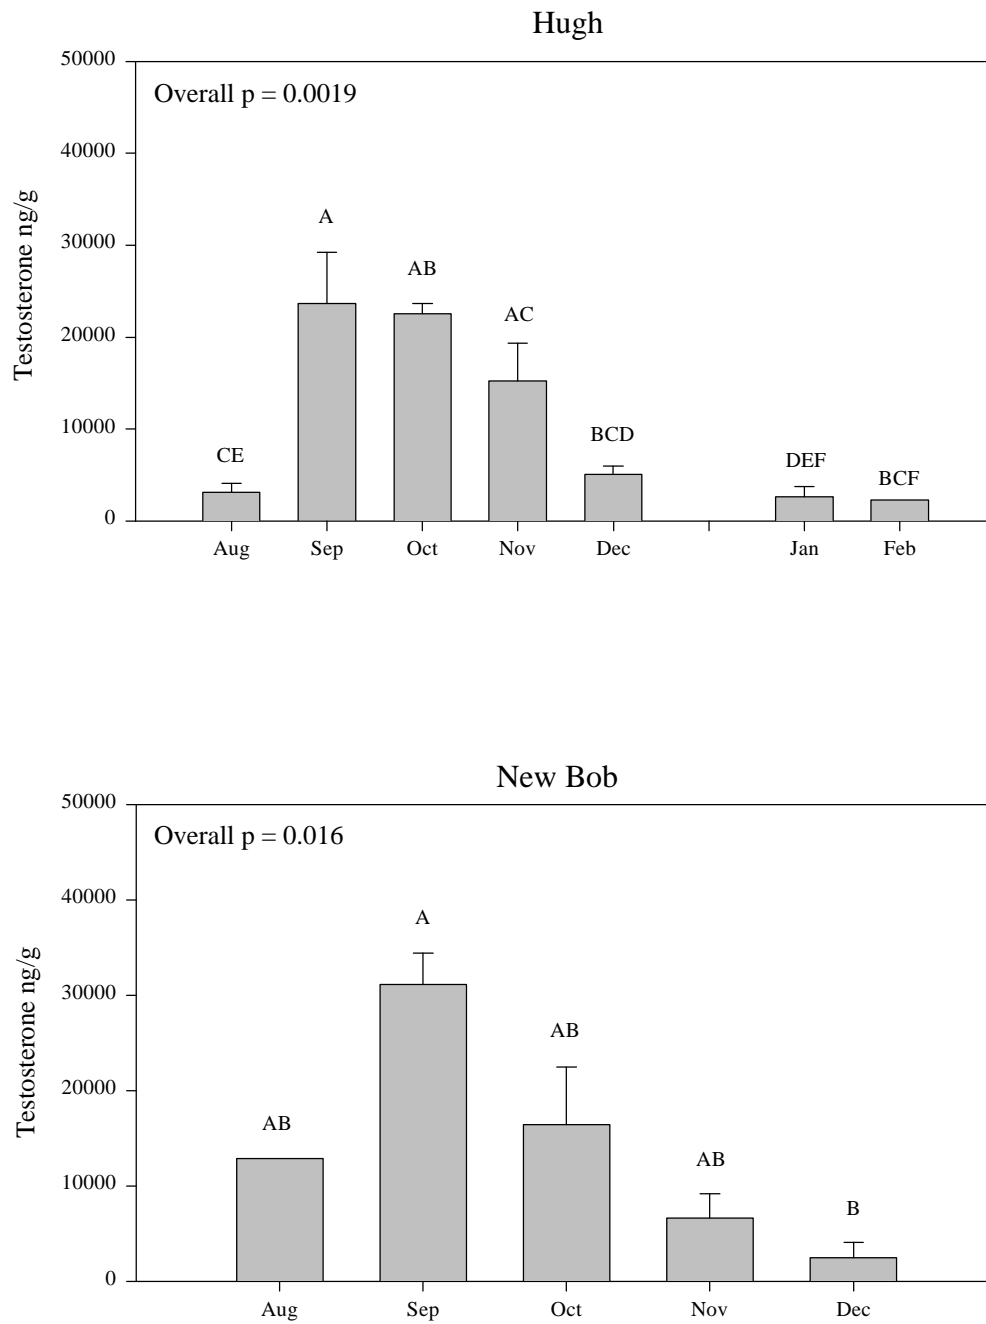 Hugh
50000
Overall p = 0.0019
40000
A
30000
AB
AC
20000
10000
BCD
CE
DEF
BCF
0
Aug Sep Oct Nov Dec Jan Feb
Testosterone ng/g
New Bob
50000
Overall p = 0.016
40000
A
30000
AB
20000
AB
AB
10000
B
0
Aug Sep Oct Nov Dec
Testosterone ng/g